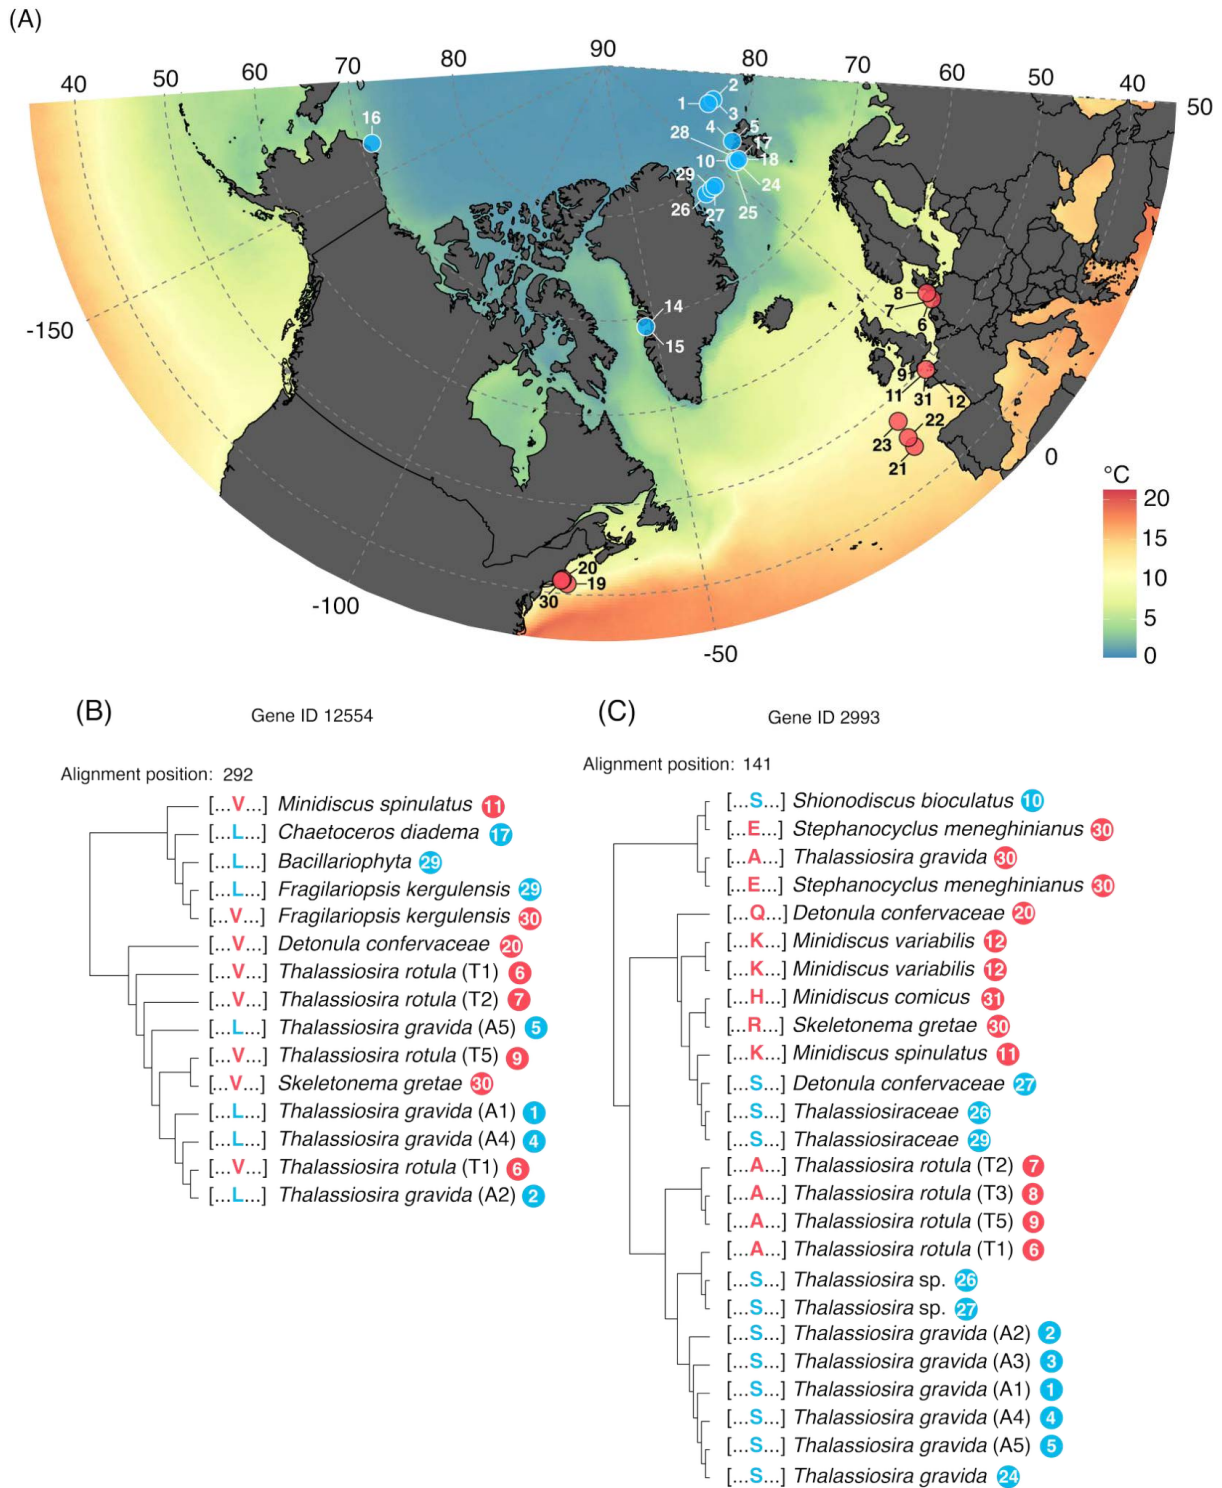 (A)
90
80
80
70
70
60
60
50
50
40
40
50
16
2
1
3
4
5
28
17
10
18
29
24
26
27
25
14
15
8
7
6
9
11
31
12
22
23
21
-150
0
20
19
30
-100
-50
°C
20
15
10
5
0
(B)
Gene ID 12554
Alignment position: 292
[...V...] Minidiscus spinulatus 11
[...L...] Chaetoceros diadema 17
[...L...] Bacillariophyta 29
[...L...] Fragilariopsis kergulensis 29
[...V...] Fragilariopsis kergulensis 30
[...V...] Detonula confervaceae 20
[...V...] Thalassiosira rotula (T1) 6
[...V...] Thalassiosira rotula (T2) 7
[...L...] Thalassiosira gravida (A5) 5
[...V...] Thalassiosira rotula (T5) 9
[...V...] Skeletonema gretae 30
[...L...] Thalassiosira gravida (A1) 1
[...L...] Thalassiosira gravida (A4) 4
[...V...] Thalassiosira rotula (T1) 6
[...L...] Thalassiosira gravida (A2) 2
(C)
Gene ID 2993
Alignment position: 141
[...S...] Shionodiscus bioculatus 10
[...E...] Stephanocyclus meneghinianus 30
[...A...] Thalassiosira gravida 30
[...E...] Stephanocyclus meneghinianus 30
[...Q...] Detonula confervaceae 20
[...K...] Minidiscus variabilis 12
[...K...] Minidiscus variabilis 12
[...H...] Minidiscus comicus 31
[...R...] Skeletonema gretae 30
[...K...] Minidiscus spinulatus 11
[...S...] Detonula confervaceae 27
[...S...] Thalassiosiraceae 26
[...S...] Thalassiosiraceae 29
[...A...] Thalassiosira rotula (T2) 7
[...A...] Thalassiosira rotula (T3) 8
[...A...] Thalassiosira rotula (T5) 9
[...A...] Thalassiosira rotula (T1) 6
[...S...] Thalassiosira sp. 26
[...S...] Thalassiosira sp. 27
[...S...] Thalassiosira gravida (A2) 2
[...S...] Thalassiosira gravida (A3) 3
[...S...] Thalassiosira gravida (A1) 1
[...S...] Thalassiosira gravida (A4) 4
[...S...] Thalassiosira gravida (A5) 5
[...S...] Thalassiosira gravida 24